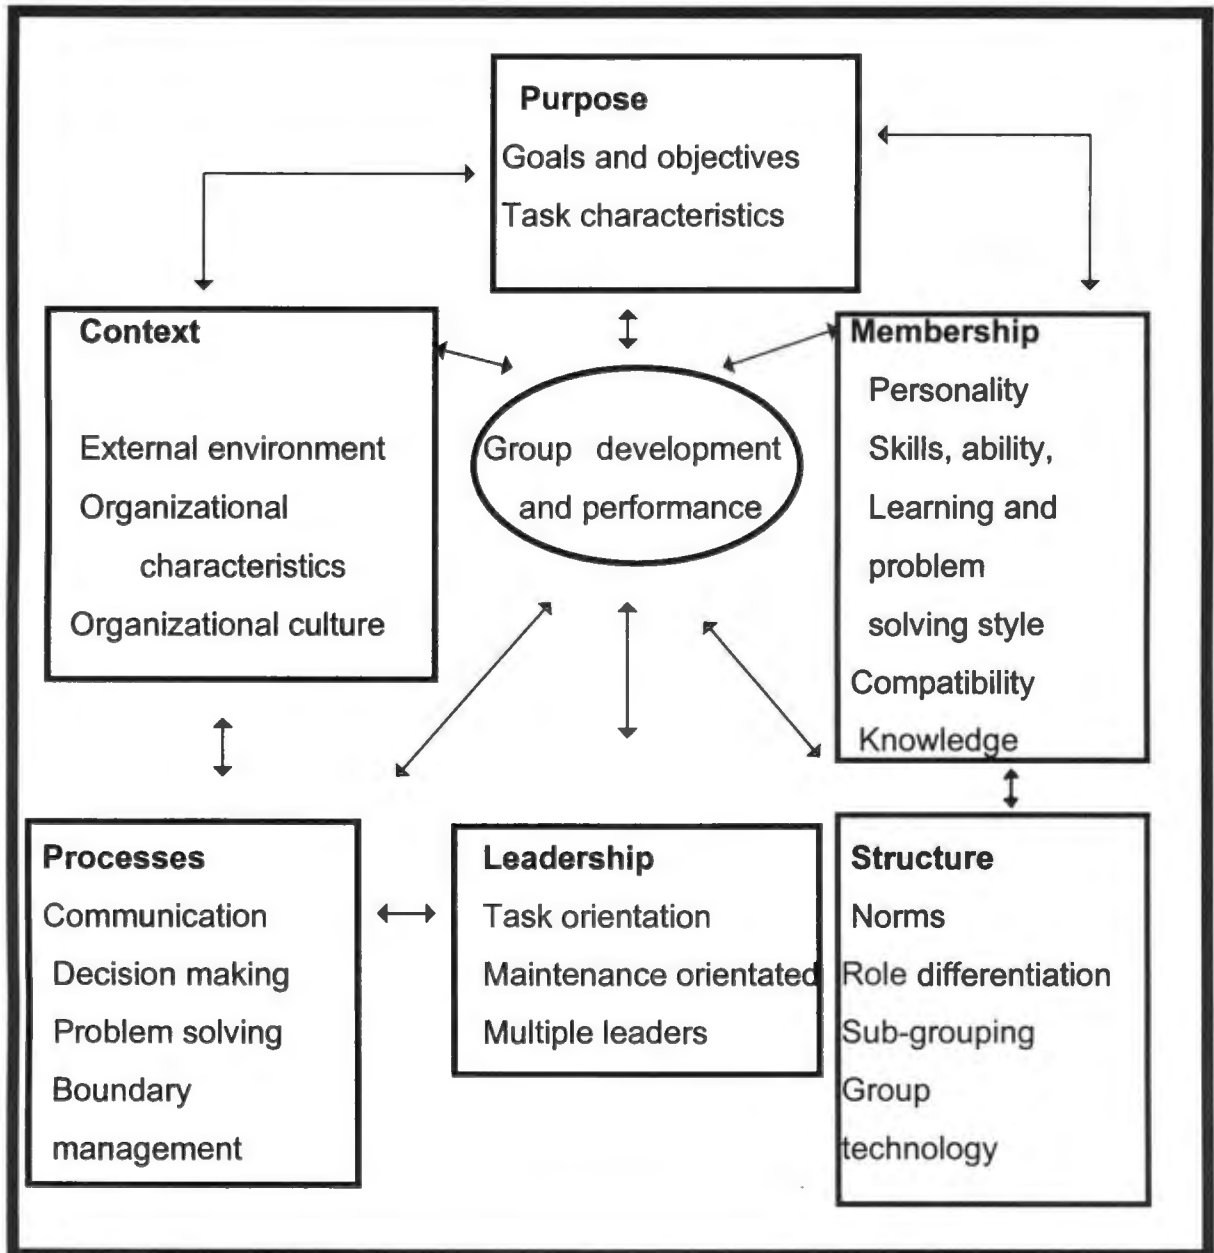 Purpose
Goals and objectives
Task characteristics
Context
External environment
Organizational
characteristics
Organizational culture
Group development
and performance
Membership
Personality
Skills, ability,
Learning and
problem
solving style
Compatibility
Knowledge
Processes
Communication
Decision making
Problem solving
Boundary
management
Leadership
Task orientation
Maintenance orientated
Multiple leaders
Structure
Norms
Role differentiation
Sub-grouping
Group
technology